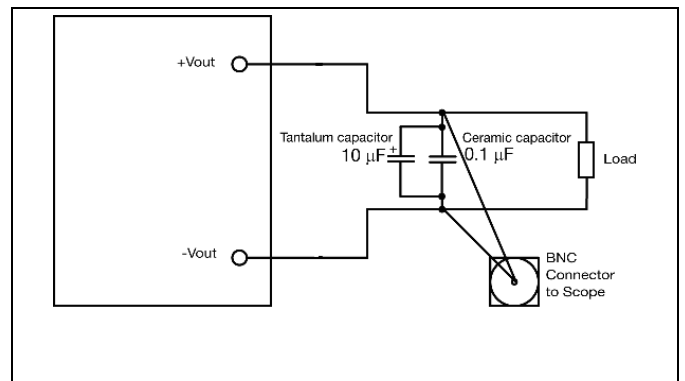 +Vout
Tantalum capacitor
10 µF +
Ceramic capacitor
0.1 µF
Load
-Vout
BNC
Connector
to Scope